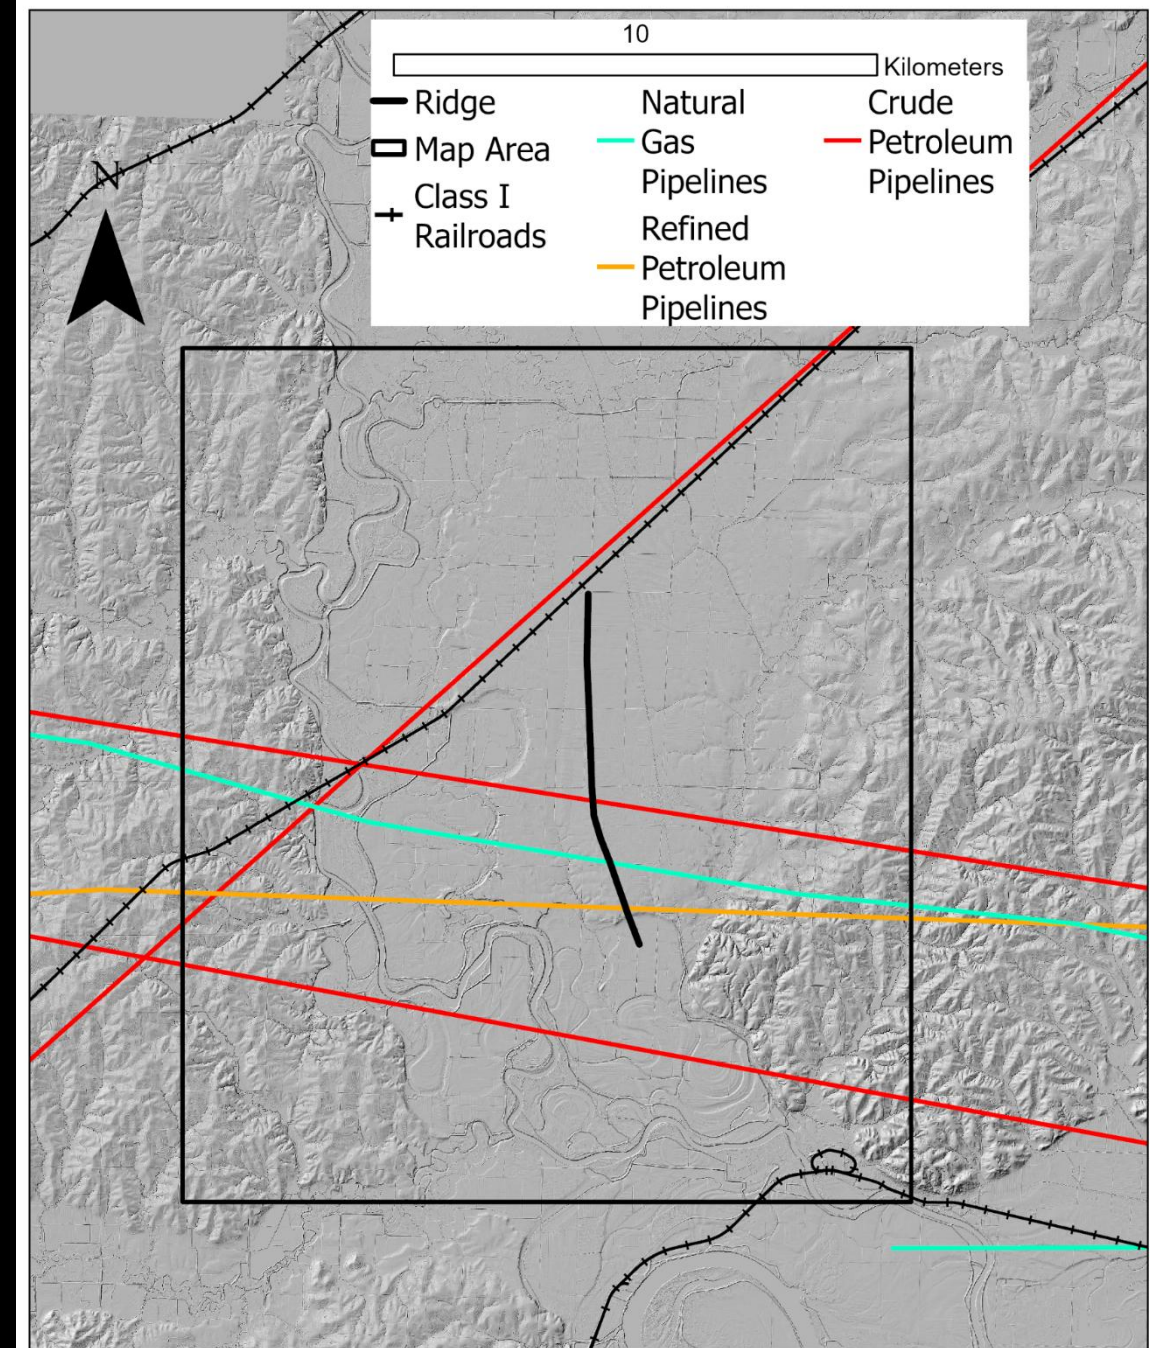 10
Kilometers
Ridge
Map Area
Class I
Railroads
Natural
Gas
Pipelines
Refined
Petroleum
Pipelines
Crude
Petroleum
Pipelines
N